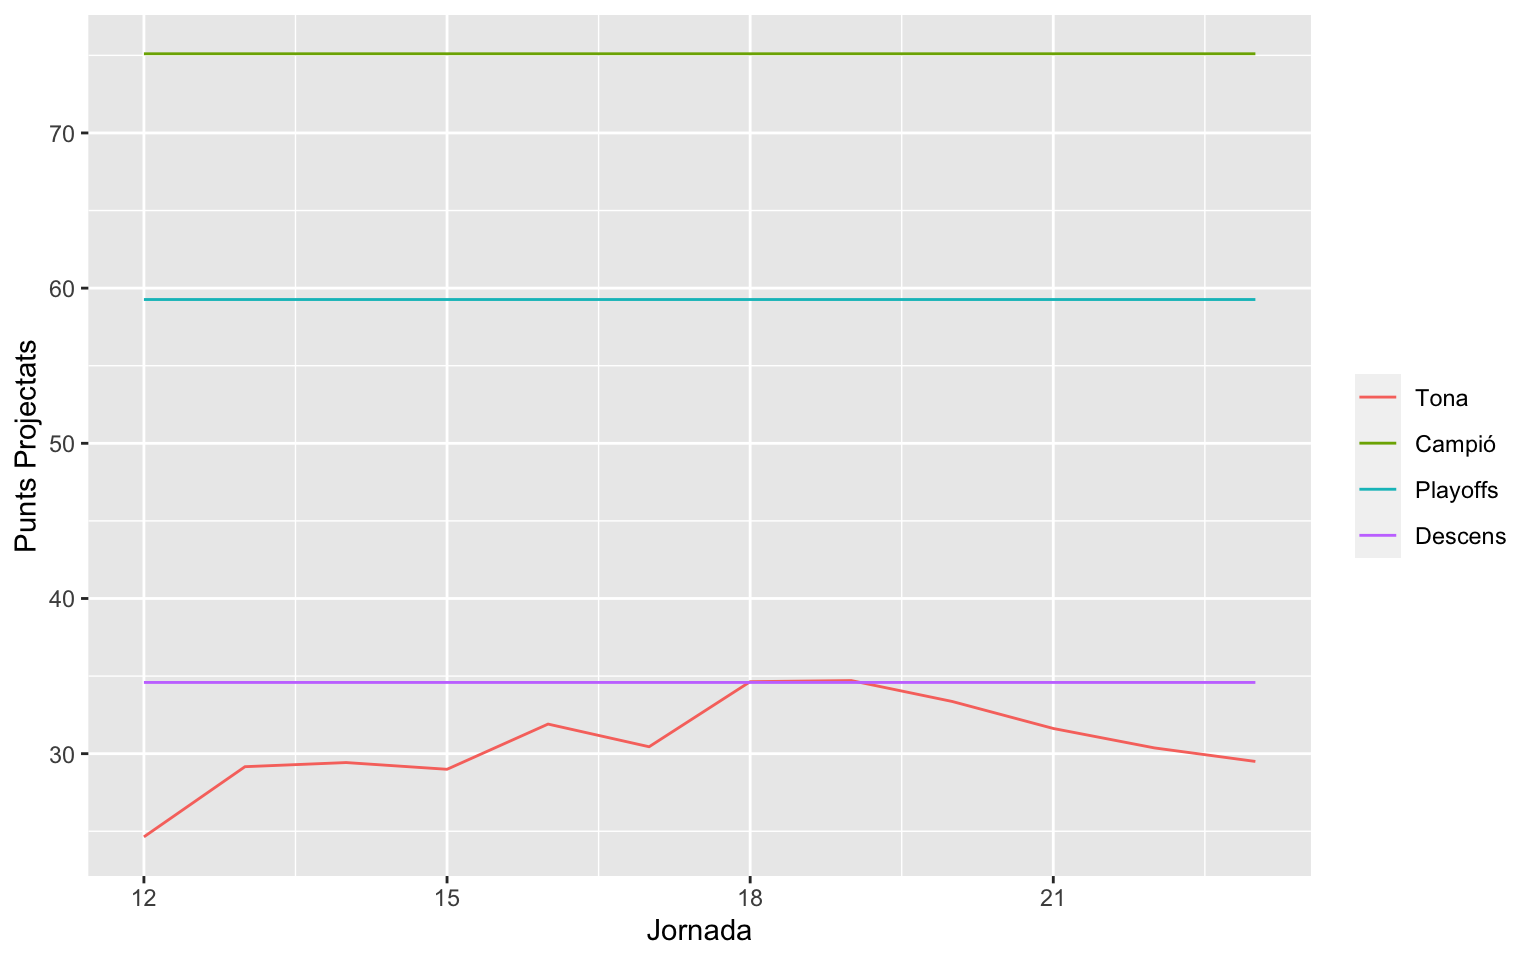 70
60
50
40
30
Punts Projectats
12 15 18 21
Jornada
Tona
Campió
Playoffs
Descens